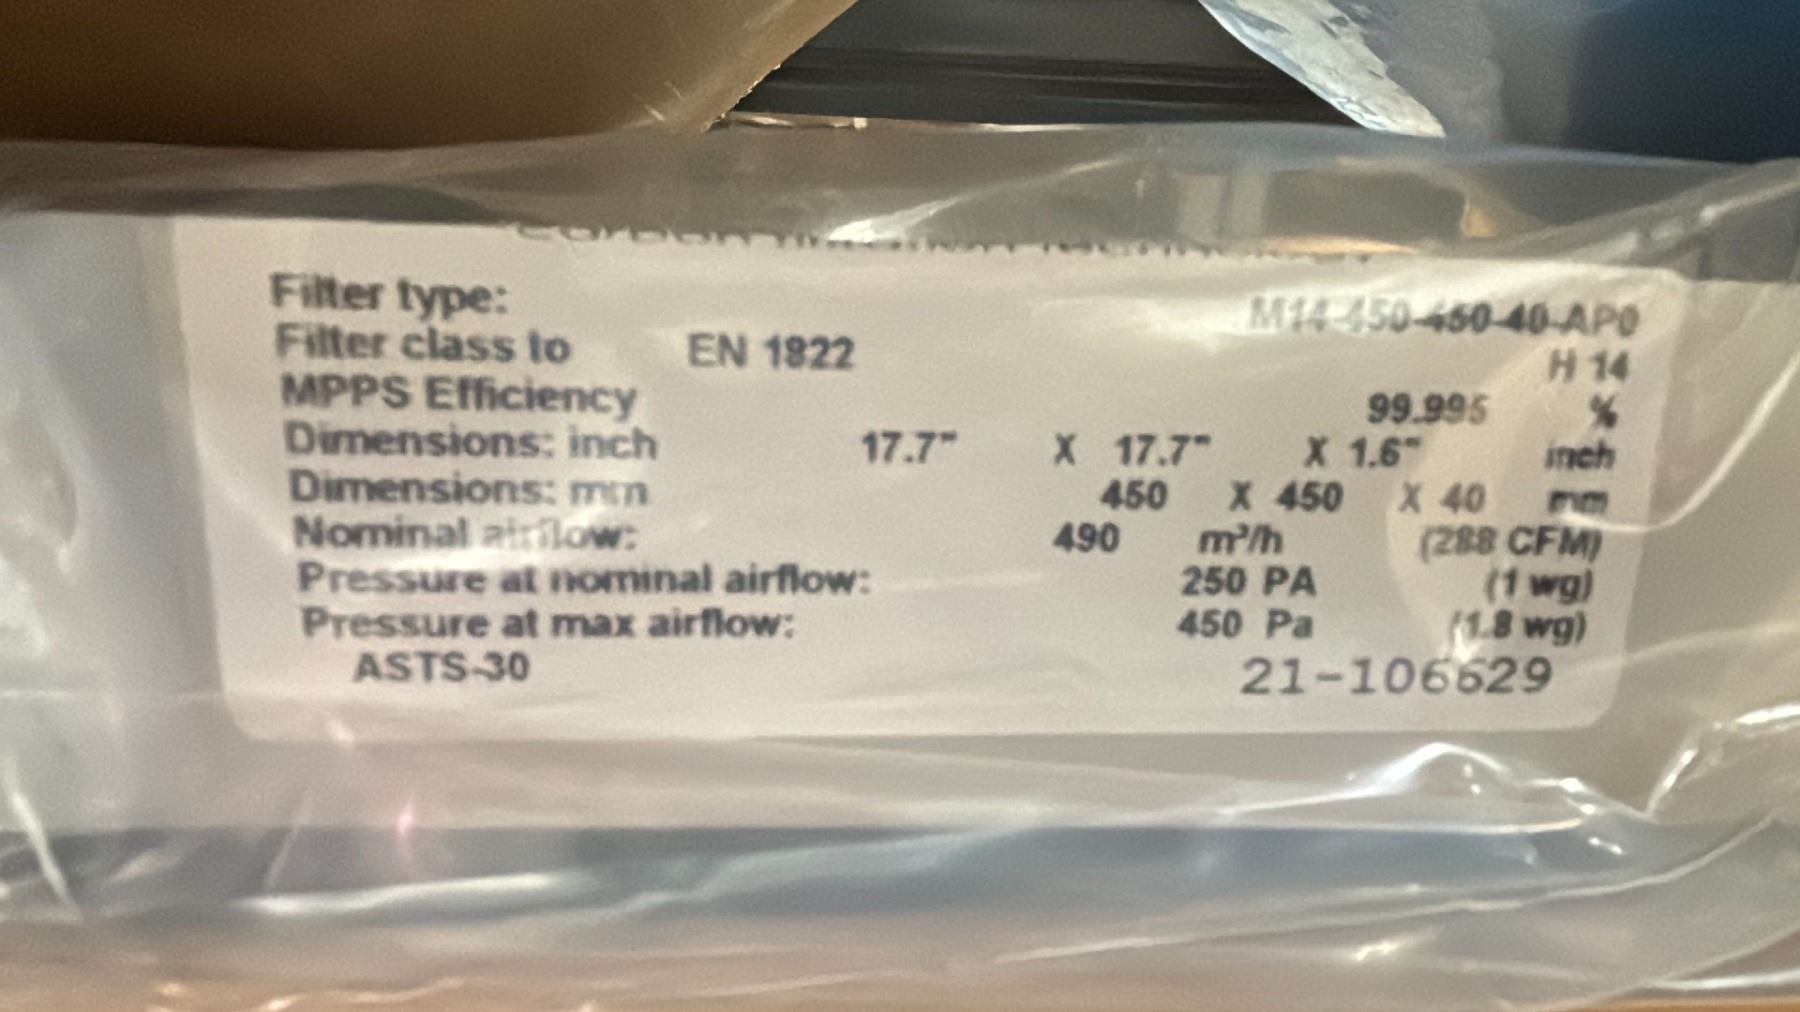 Filter type: M14-450-450-40-AP0
Filter class to EN 1822 H 14
MPPS Efficiency 99.995 %
Dimensions: inch 17.7" X 17.7" X 1.6" inch
Dimensions: mm 450 X 450 X 40 mm
Nominal airflow: 490 m³/h (288 CFM)
Pressure at nominal airflow: 250 PA (1 wg)
Pressure at max airflow: 450 Pa (1.8 wg)
ASTS-30 21-106629